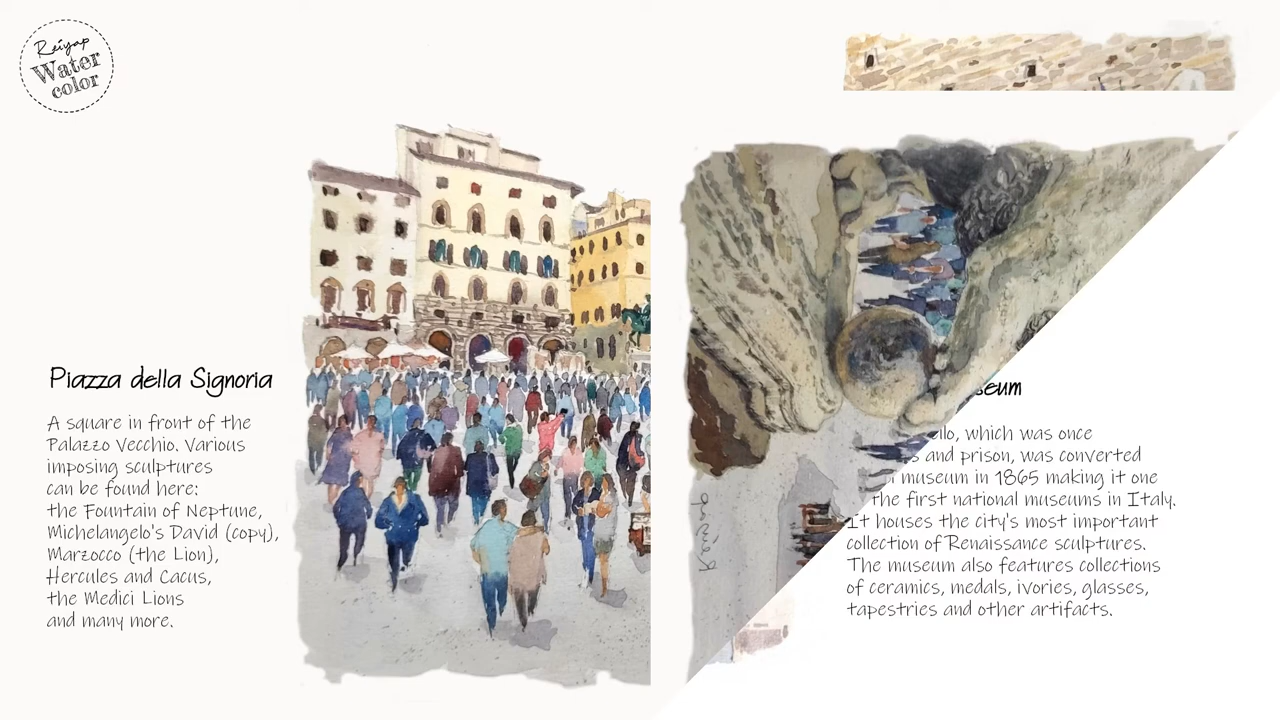 Reiyap
Water
color
Piazza della Signoria
A square in front of the
Palazzo Vecchio. Various
imposing sculptures
can be found here:
the Fountain of Neptune,
Michelangelo's David (copy),
Marzocco (the Lion),
Hercules and Cacus,
the Medici Lions
and many more.
which was once
and prison, was converted
museum in 1865 making it one
the first national museums in Italy.
It houses the city's most important
collection of Renaissance sculptures.
The museum also features collections
of ceramics, medals, ivories, glasses,
tapestries and other artifacts.
Reiyap